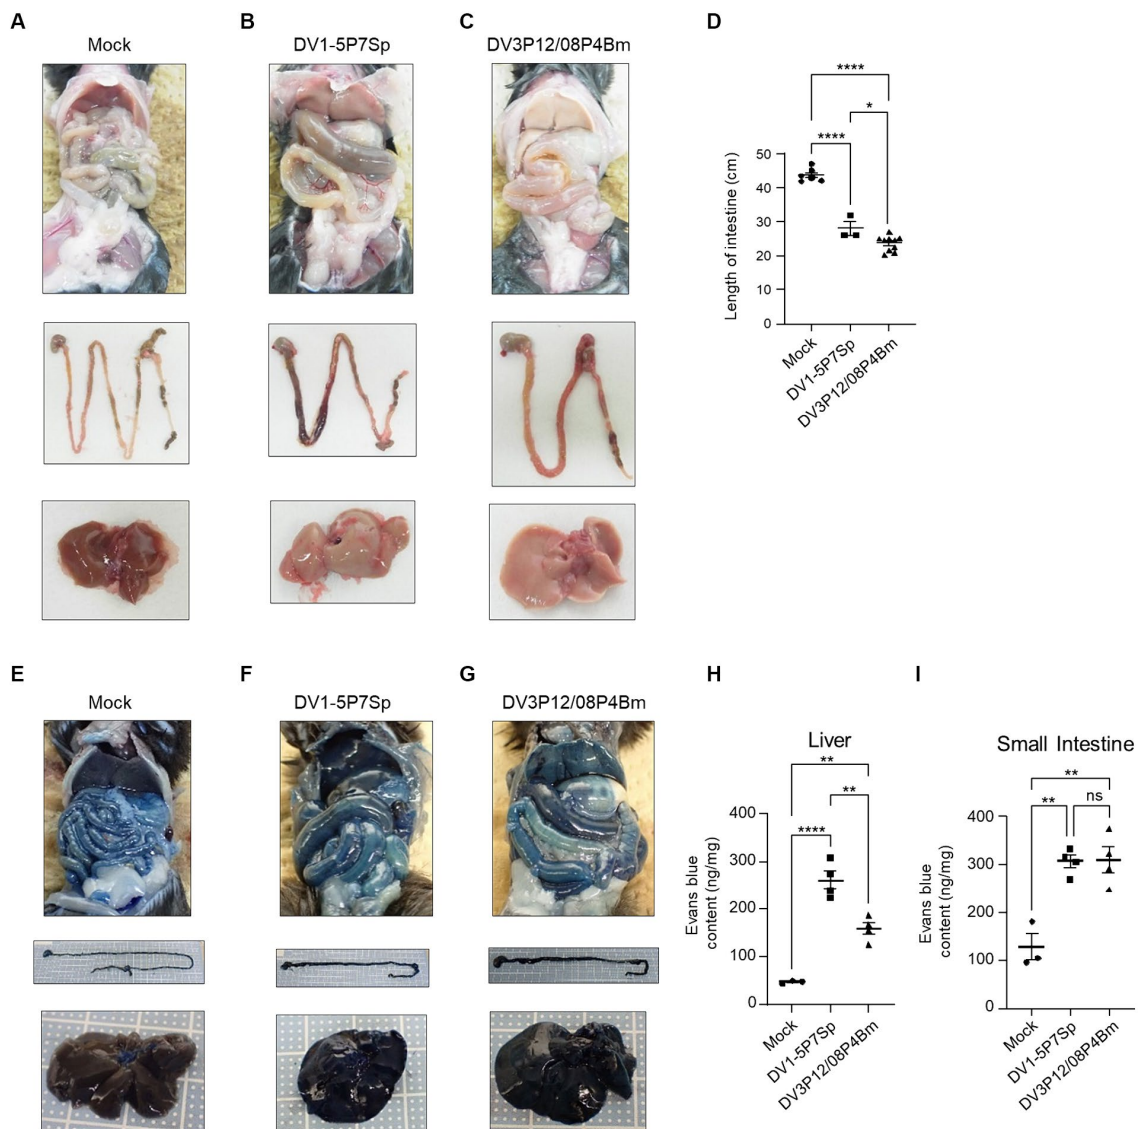 A
Mock
B
DV1-5P7Sp
C
DV3P12/08P4Bm
D
****
*
****
Length of intestine (cm)
50
40
30
20
10
0
Mock
DV1-5P7Sp
DV3P12/08P4Bm
E
Mock
F
DV1-5P7Sp
G
DV3P12/08P4Bm
H
Liver
**
**
****
Evans blue
content (ng/mg)
400
300
200
100
0
Mock
DV1-5P7Sp
DV3P12/08P4Bm
I
Small Intestine
**
**
ns
Evans blue
content (ng/mg)
400
300
200
100
0
Mock
DV1-5P7Sp
DV3P12/08P4Bm